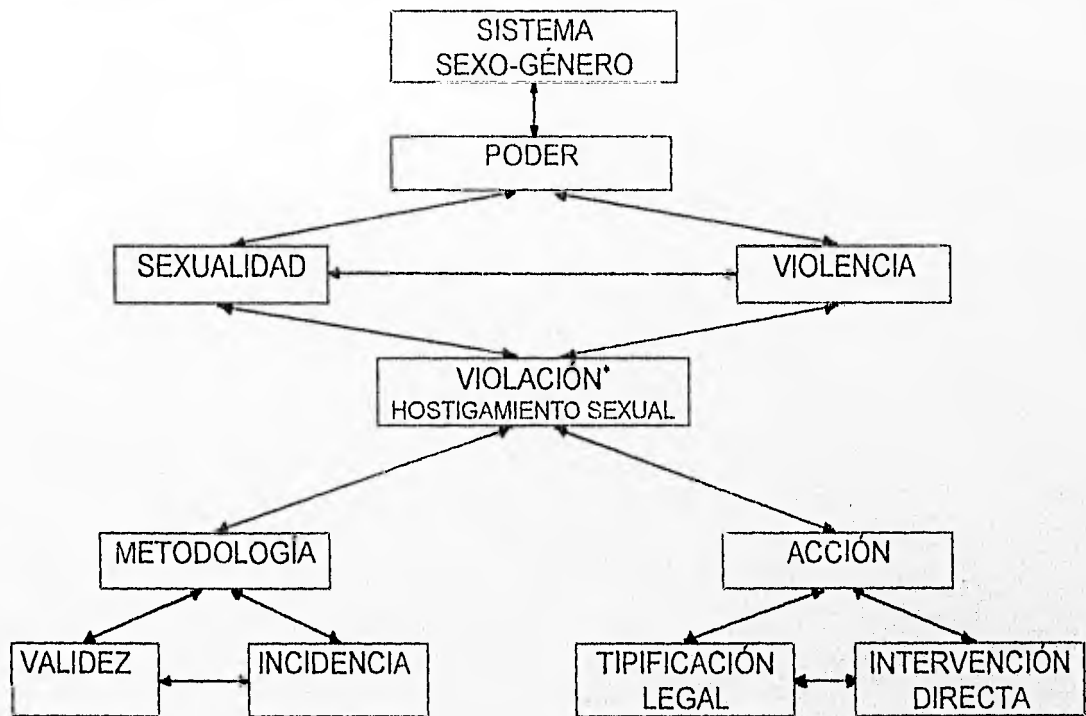 SISTEMA
SEXO-GÉNERO
PODER
SEXUALIDAD
VIOLENCIA
VIOLACIÓN*
HOSTIGAMIENTO SEXUAL
METODOLOGÍA
ACCIÓN
VALIDEZ
INCIDENCIA
TIPIFICACIÓN
LEGAL
INTERVENCIÓN
DIRECTA